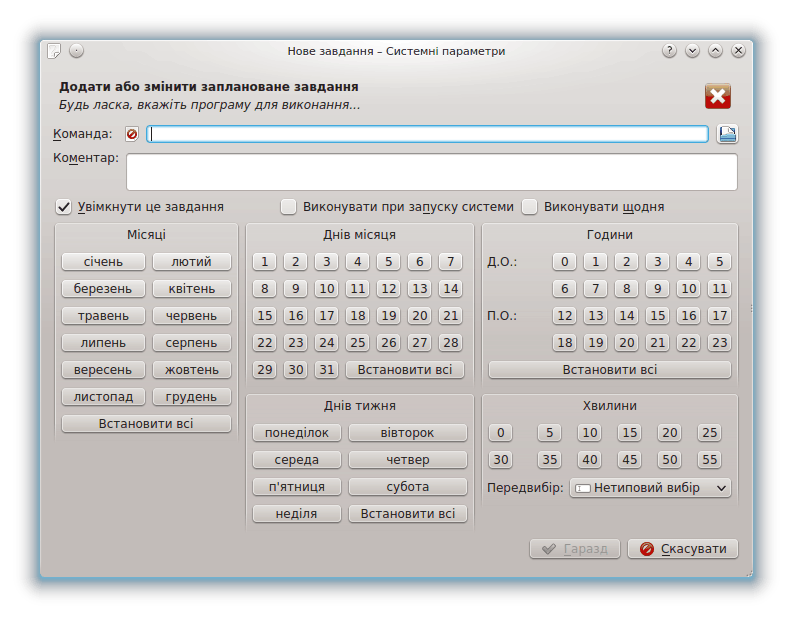 Нове завдання – Системні параметри
Додати або змінити заплановане завдання
Будь ласка, вкажіть програму для виконання...
Команда:
Коментар:
Увімкнути це завдання Виконувати при запуску системи Виконувати щодня
Місяці
січень лютий
березень квітень
травень червень
липень серпень
вересень жовтень
листопад грудень
Встановити всі
Днів місяця
1 2 3 4 5 6 7
8 9 10 11 12 13 14
15 16 17 18 19 20 21
22 23 24 25 26 27 28
29 30 31 Встановити всі
Днів тижня
понеділок вівторок
середа четвер
п'ятниця субота
неділя Встановити всі
Години
Д.О.: 0 1 2 3 4 5
6 7 8 9 10 11
П.О.: 12 13 14 15 16 17
18 19 20 21 22 23
Встановити всі
Хвилини
0 5 10 15 20 25
30 35 40 45 50 55
Передвибір: Нетиповий вибір
Гаразд Скасувати